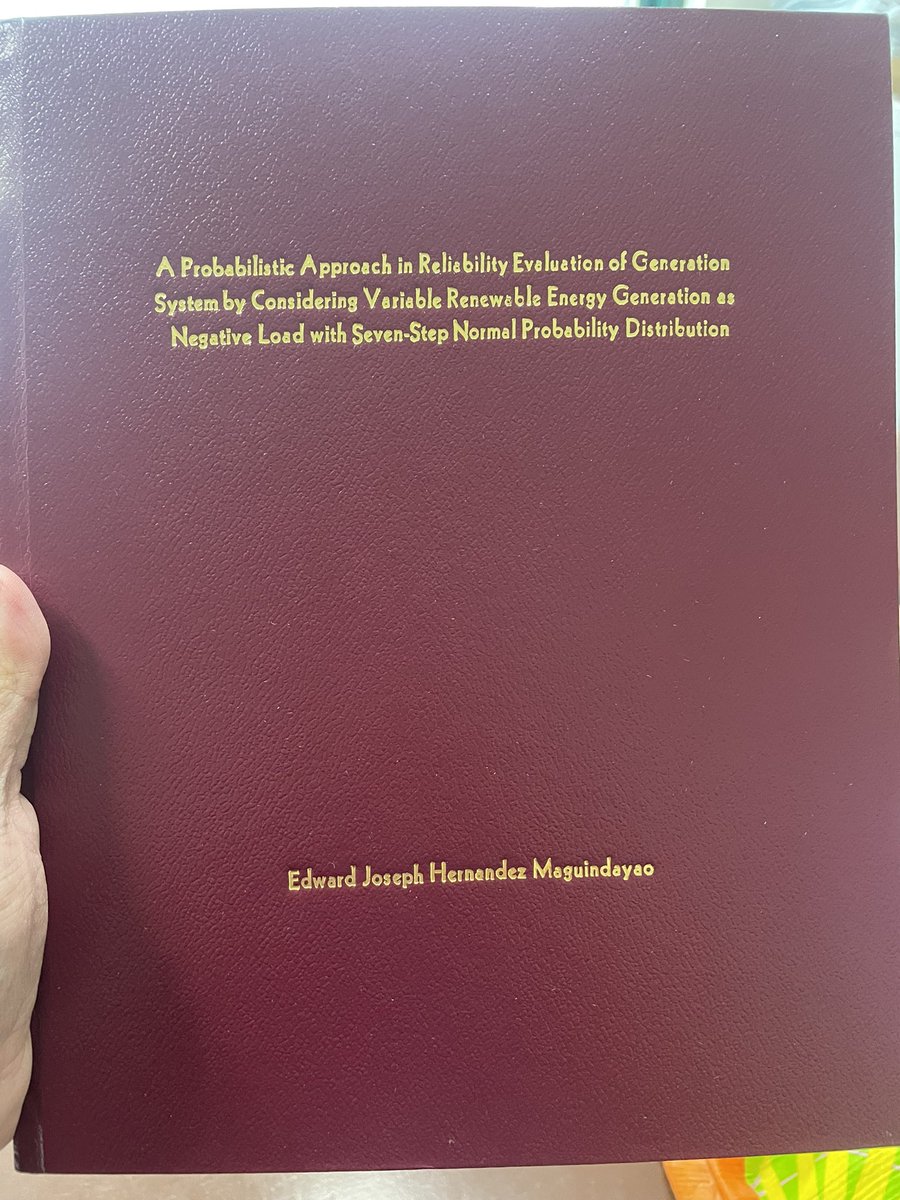 A Probabilistic Approach in Reliability Evaluation of Generation
System by Considering Variable Renewable Energy Generation as
Negative Load with Seven-Step Normal Probability Distribution
Edward Joseph Hernandez Maguindayao